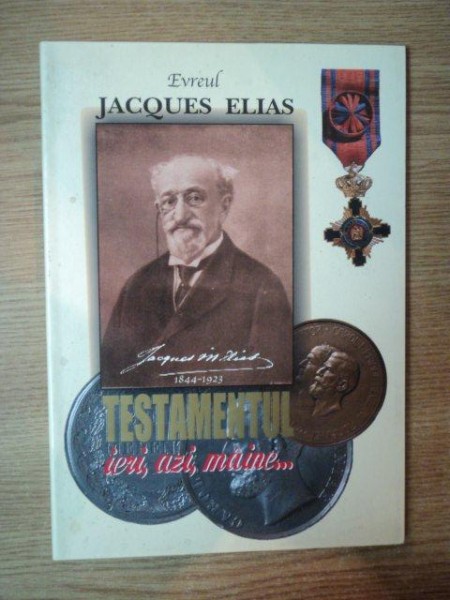 Evreul
JACQUES ELIAS
Jacques M. Elias
1844-1923
TESTAMENTUL
ieri, azi, mâine...